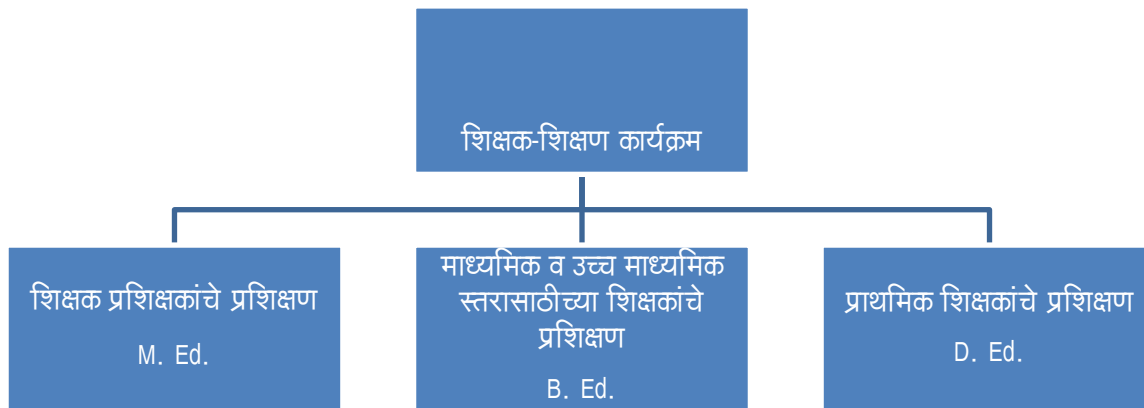 शिक्षक-शिक्षण कार्यक्रम
शिक्षक प्रशिक्षकांचे प्रशिक्षण
M. Ed.
माध्यमिक व उच्च माध्यमिक
स्तरासाठीच्या शिक्षकांचे
प्रशिक्षण
B. Ed.
प्राथमिक शिक्षकांचे प्रशिक्षण
D. Ed.